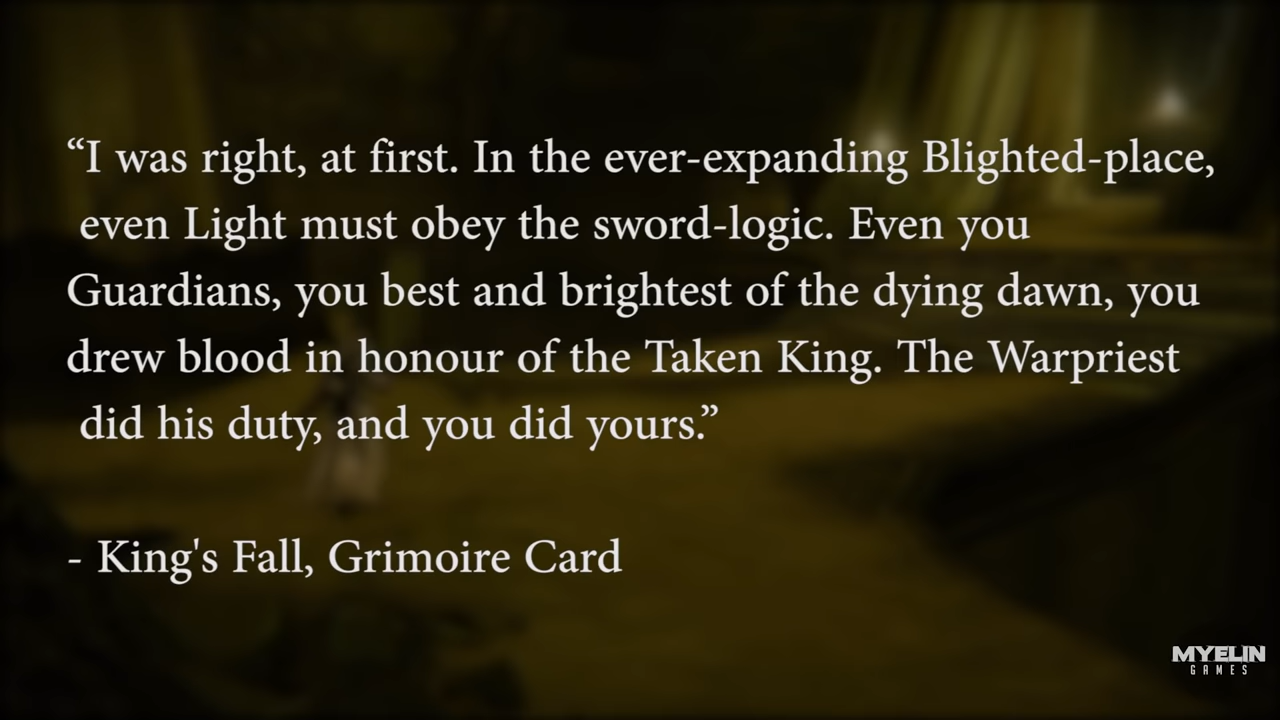 “I was right, at first. In the ever-expanding Blighted-place,
even Light must obey the sword-logic. Even you
Guardians, you best and brightest of the dying dawn, you
drew blood in honour of the Taken King. The Warpriest
did his duty, and you did yours.”
- King's Fall, Grimoire Card
MYELIN
GAMES